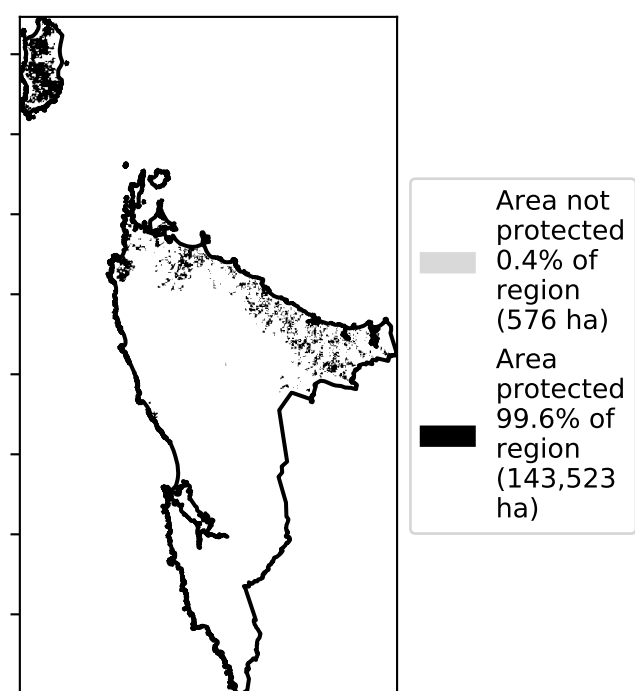 Area not
protected
0.4% of
region
(576 ha)
Area
protected
99.6% of
region
(143,523
ha)